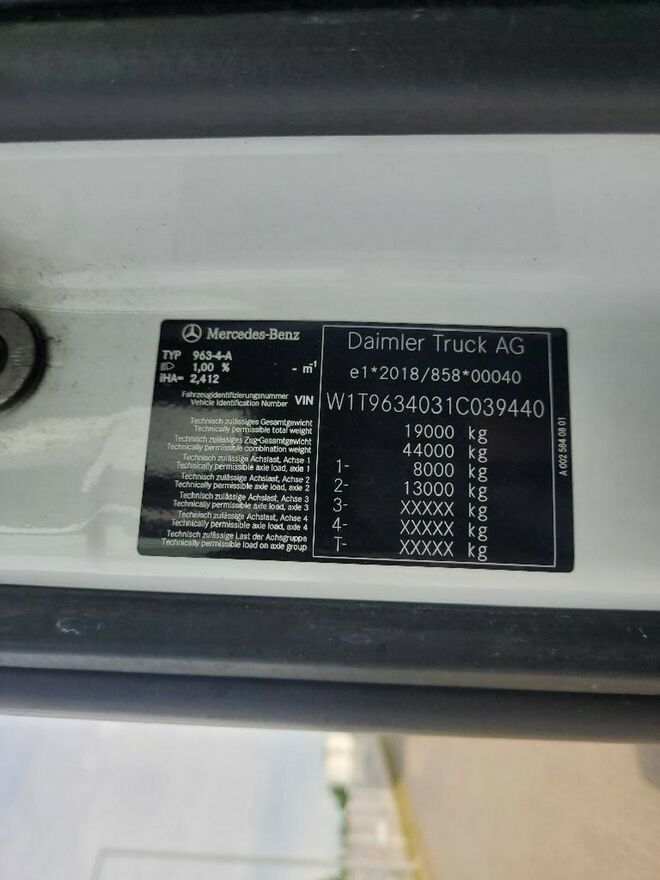 Mercedes-Benz
TYP 963-4-A
1,00 % - m⁻¹
iHA= 2,412
Fahrzeugidentifizierungsnummer
Vehicle Identification Number VIN
Technisch zulässiges Gesamtgewicht
Technically permissible total weight
Technisch zulässiges Zug-Gesamtgewicht
Technically permissible combination weight
Technisch zulässige Achslast, Achse 1
Technically permissible axle load, axle 1
Technisch zulässige Achslast, Achse 2
Technically permissible axle load, axle 2
Technisch zulässige Achslast, Achse 3
Technically permissible axle load, axle 3
Technisch zulässige Achslast, Achse 4
Technically permissible axle load, axle 4
Technisch zulässige Last der Achsgruppe
Technically permissible load on axle group
Daimler Truck AG
e1*2018/858*00040
W1T9634031C039440
19000 kg
44000 kg
1- 8000 kg
2- 13000 kg
3- XXXXX kg
4- XXXXX kg
T- XXXXX kg
A 002 584 08 01